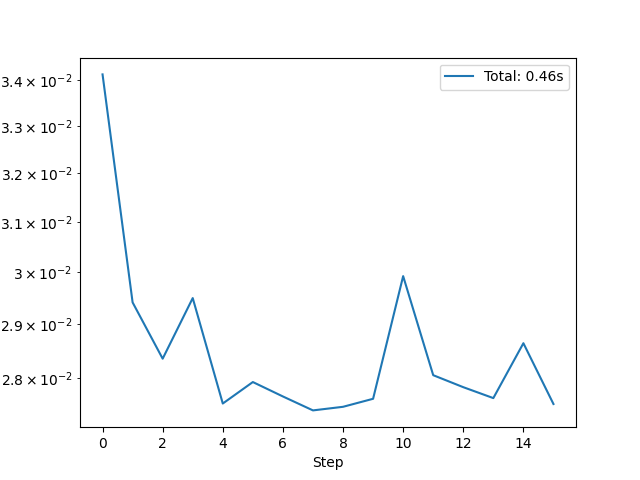 Total: 0.46s
3.4 × 10⁻²
3.3 × 10⁻²
3.2 × 10⁻²
3.1 × 10⁻²
3 × 10⁻²
2.9 × 10⁻²
2.8 × 10⁻²
0 2 4 6 8 10 12 14
Step